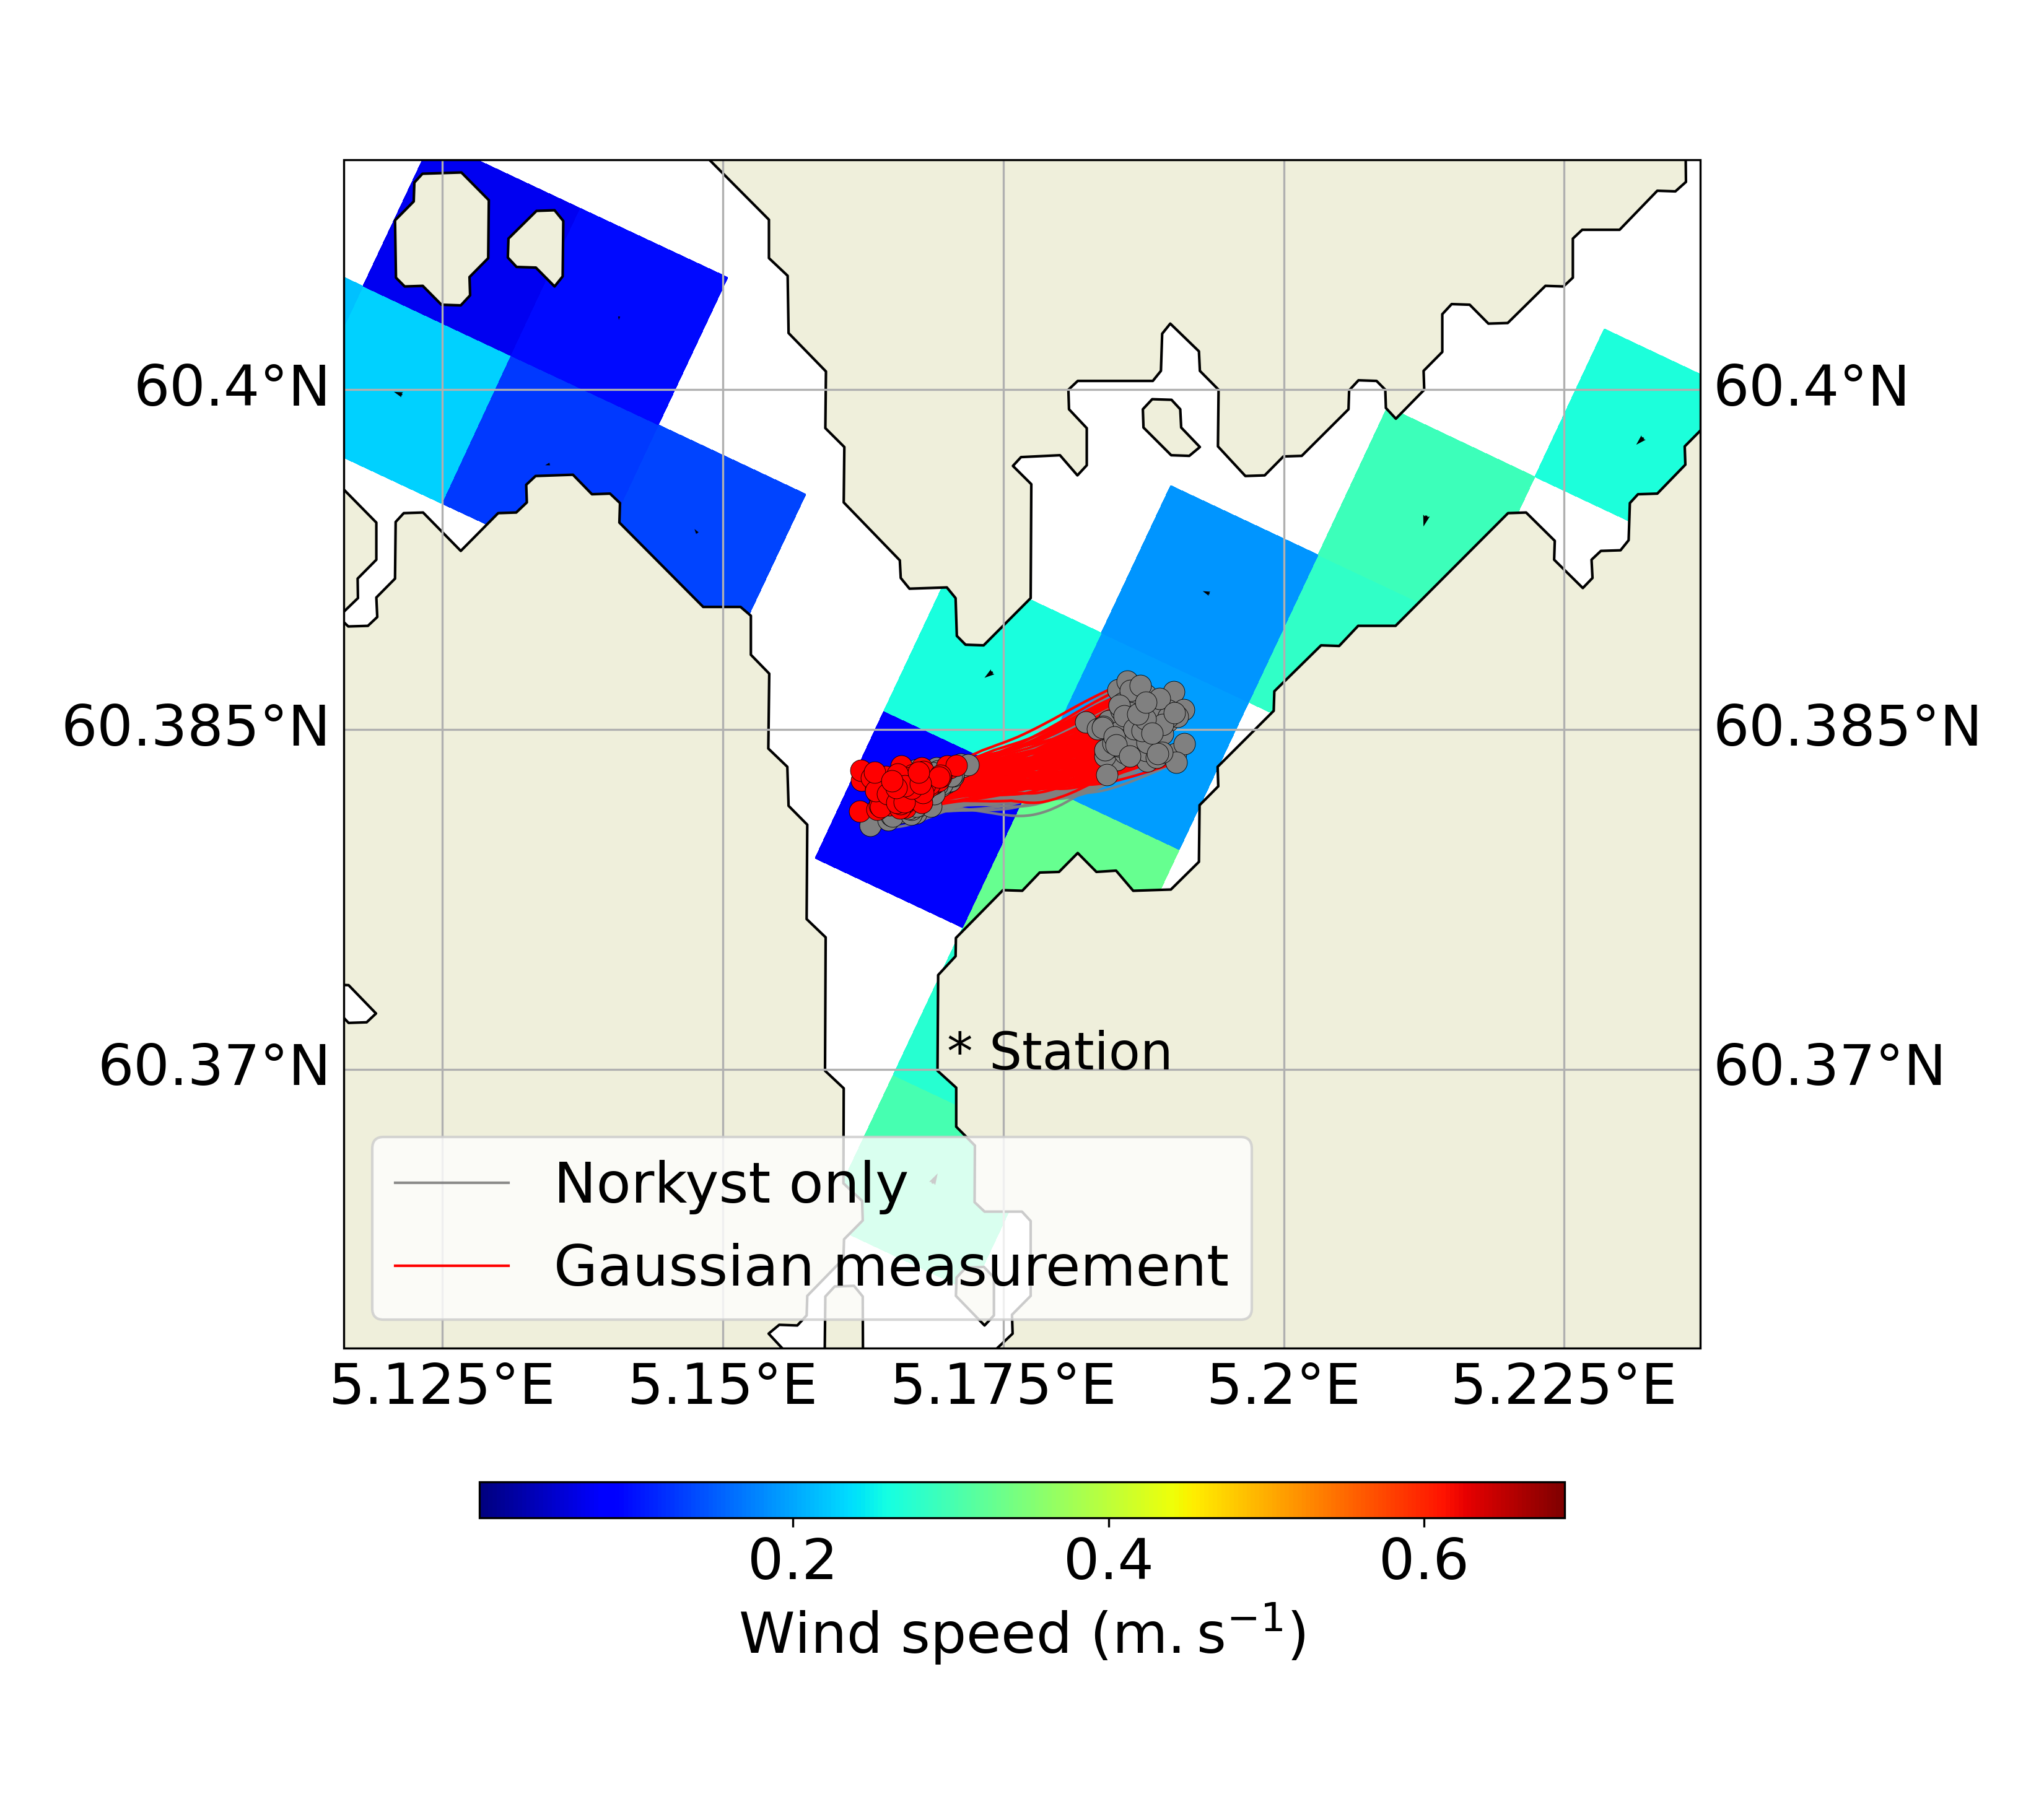 60.4°N 60.4°N
60.385°N 60.385°N
60.37°N 60.37°N
* Station
Norkyst only
Gaussian measurement
5.125°E 5.15°E 5.175°E 5.2°E 5.225°E
0.2 0.4 0.6
Wind speed (m. s⁻¹)